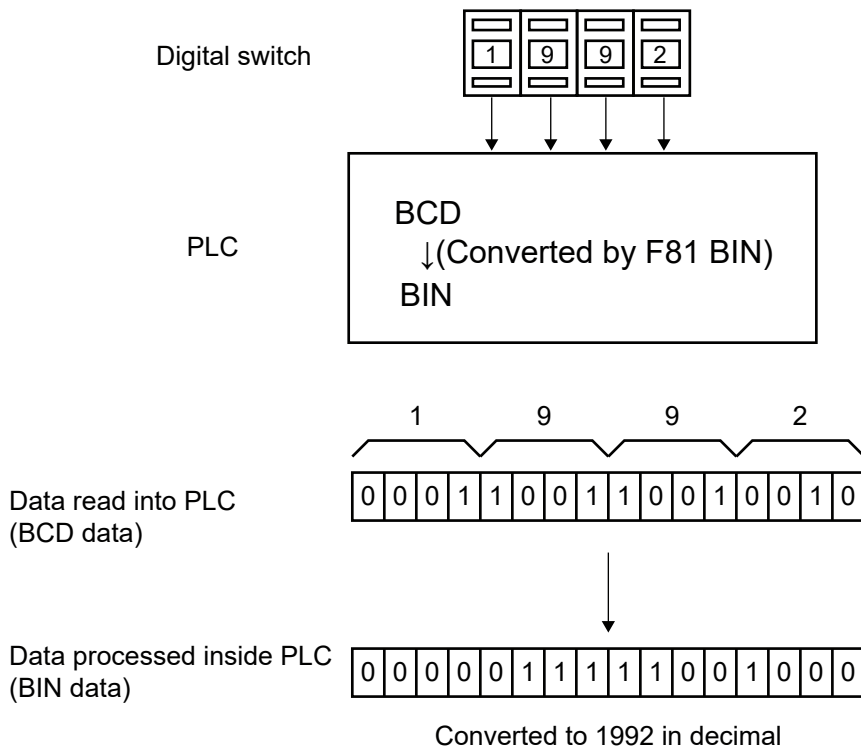 Digital switch
1 9 9 2
PLC
BCD
↓(Converted by F81 BIN)
BIN
1 9 9 2
Data read into PLC
(BCD data)
0 0 0 1 1 0 0 1 1 0 0 1 0 0 1 0
Data processed inside PLC
(BIN data)
0 0 0 0 0 1 1 1 1 1 0 0 1 0 0 0
Converted to 1992 in decimal